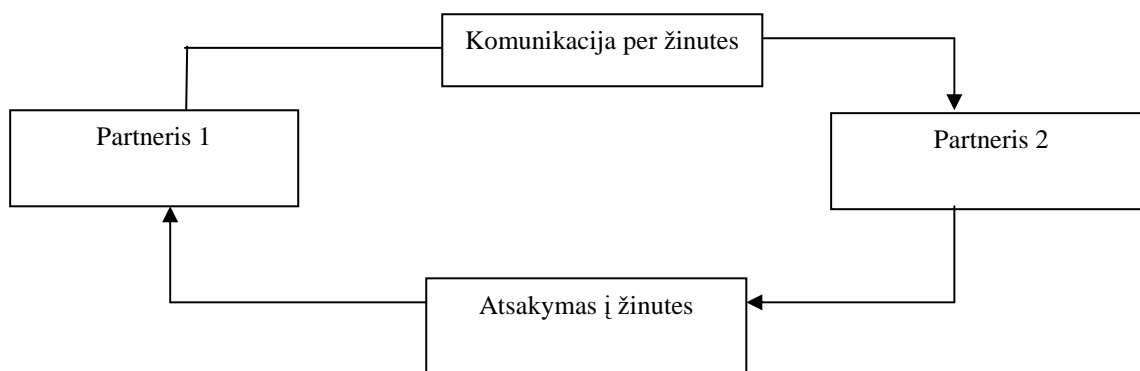 Komunikacija per žinutes
Partneris 1
Partneris 2
Atsakymas į žinutes